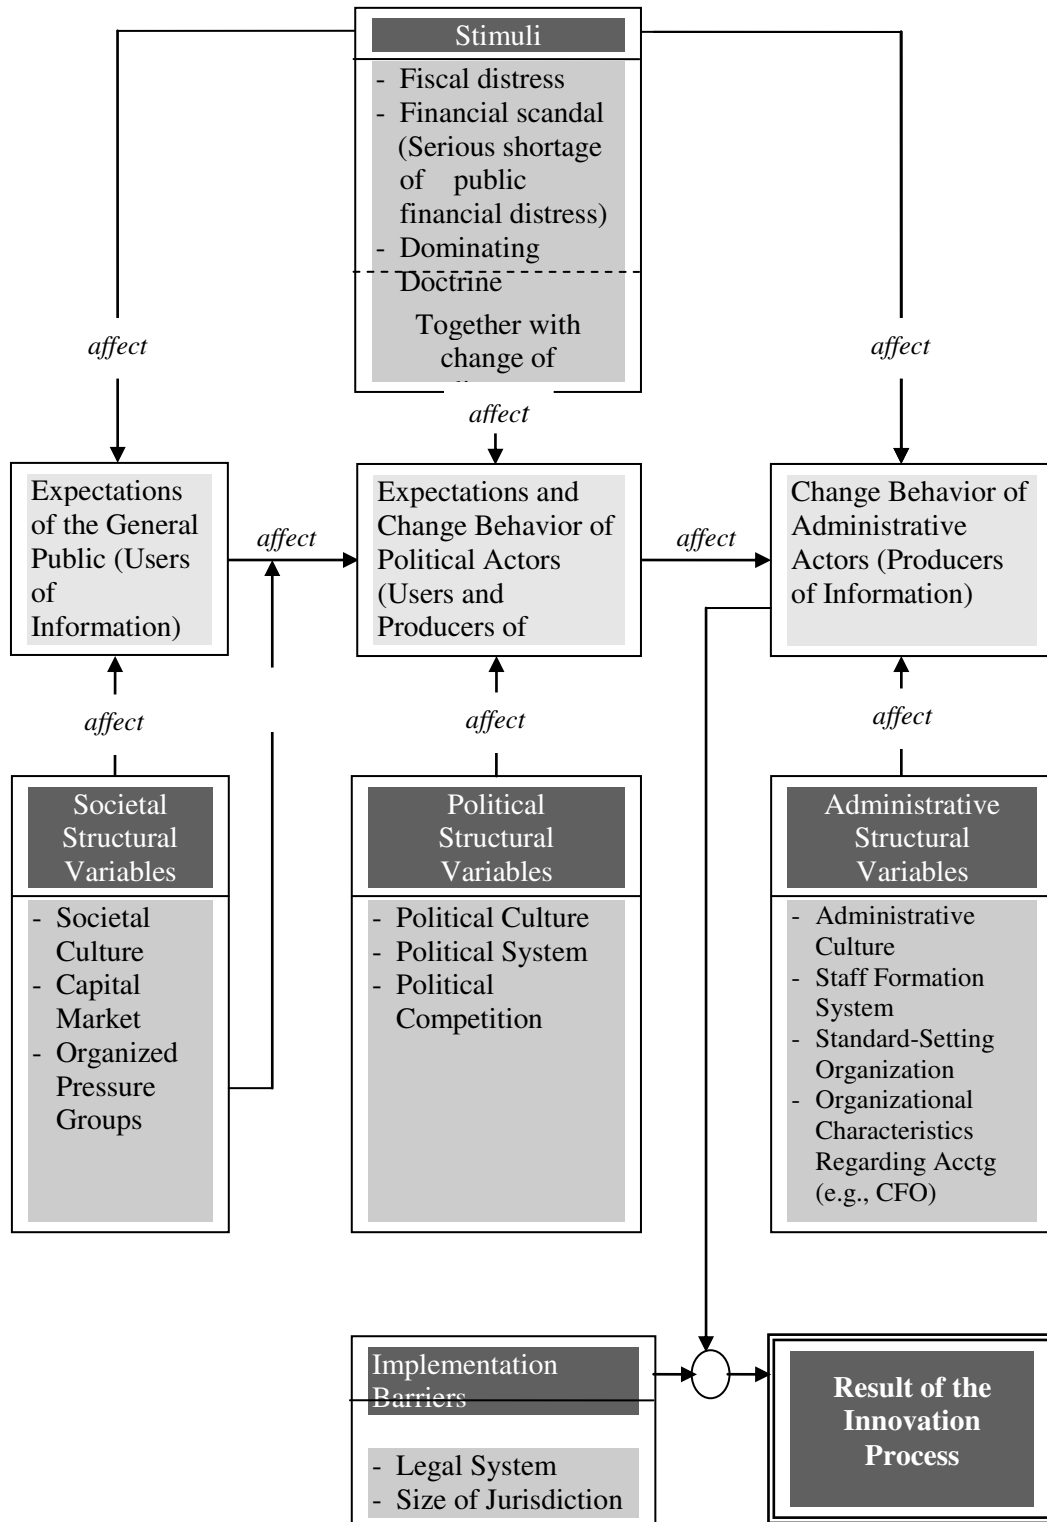 Stimuli
- Fiscal distress
- Financial scandal
(Serious shortage
of public
financial distress)
- Dominating
Doctrine
Together with
change of
affect
affect
affect
Expectations
of the General
Public (Users
of
Information)
affect
Expectations and
Change Behavior of
Political Actors
(Users and
Producers of
affect
Change Behavior of
Administrative
Actors (Producers
of Information)
affect
affect
affect
Societal
Structural
Variables
- Societal
Culture
- Capital
Market
- Organized
Pressure
Groups
Political
Structural
Variables
- Political Culture
- Political System
- Political
Competition
Administrative
Structural
Variables
- Administrative
Culture
- Staff Formation
System
- Standard-Setting
Organization
- Organizational
Characteristics
Regarding Acctg
(e.g., CFO)
Implementation
Barriers
- Legal System
- Size of Jurisdiction
Result of the
Innovation
Process